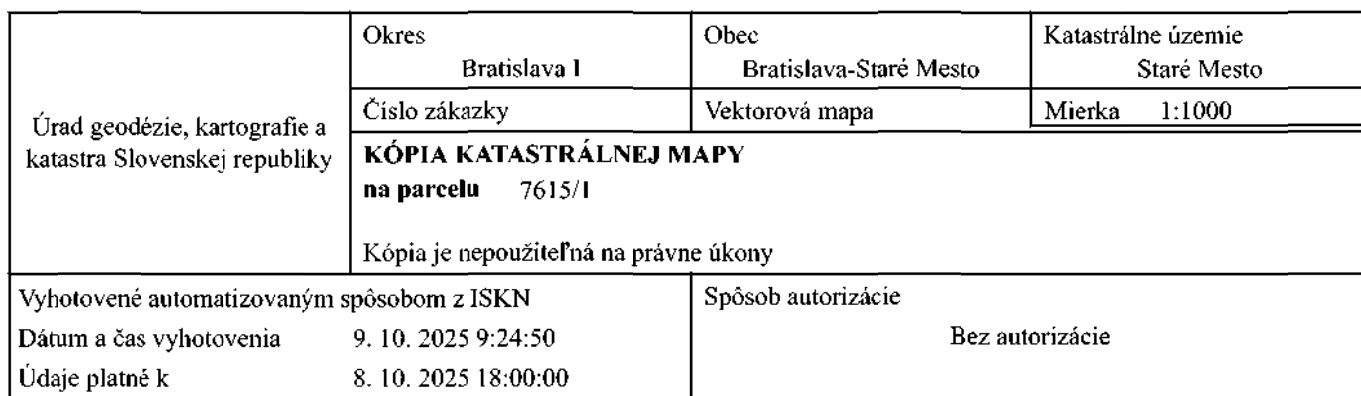 Úrad geodézie, kartografie a
katastra Slovenskej republiky
Okres
Bratislava I
Obec
Bratislava-Staré Mesto
Katastrálne územie
Staré Mesto
Číslo zákazky
Vektorová mapa
Mierka 1:1000
KÓPIA KATASTRÁLNEJ MAPY
na parcelu 7615/1
Kópia je nepoužiteľná na právne úkony
Vyhotovené automatizovaným spôsobom z ISKN
Dátum a čas vyhotovenia 9. 10. 2025 9:24:50
Údaje platné k 8. 10. 2025 18:00:00
Spôsob autorizácie
Bez autorizácie